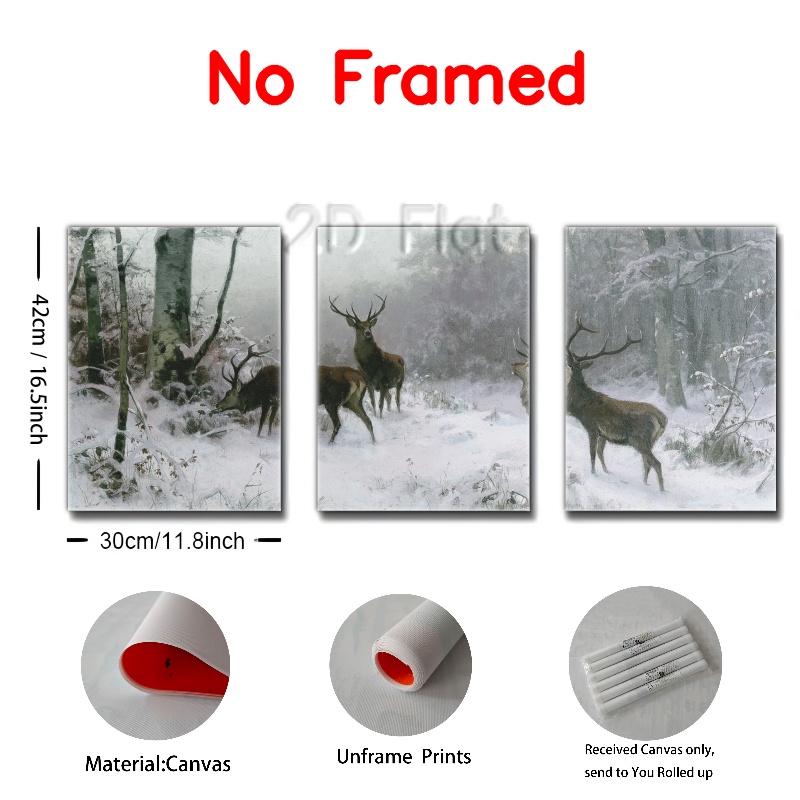 No Framed
2D Flat
42cm / 16.5inch
30cm/11.8inch
Material:Canvas
Unframe Prints
Received Canvas only,
send to You Rolled up